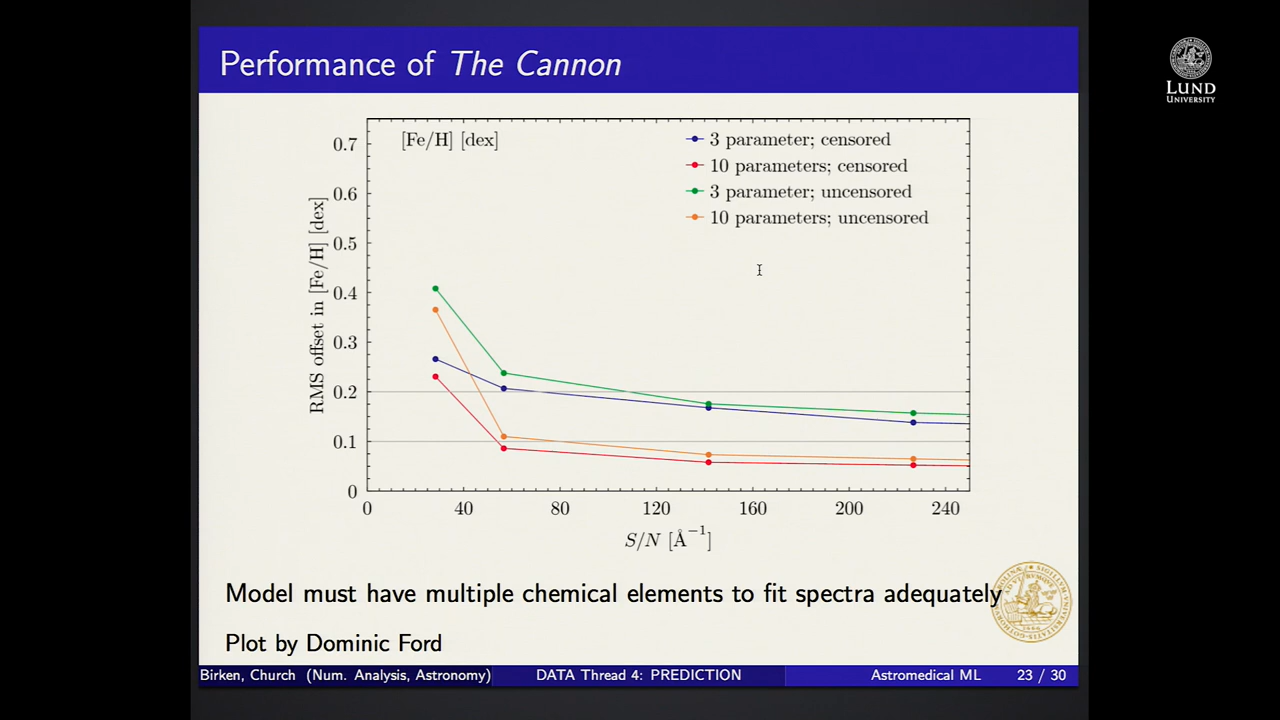 Performance of The Cannon
LUND
UNIVERSITY
[Fe/H] [dex]
3 parameter; censored
10 parameters; censored
3 parameter; uncensored
10 parameters; uncensored
RMS offset in [Fe/H] [dex]
0.7
0.6
0.5
0.4
0.3
0.2
0.1
0
0 40 80 120 160 200 240
S/N [Å⁻¹]
Model must have multiple chemical elements to fit spectra adequately
Plot by Dominic Ford
Birken, Church (Num. Analysis, Astronomy) DATA Thread 4: PREDICTION Astromedical ML 23 / 30